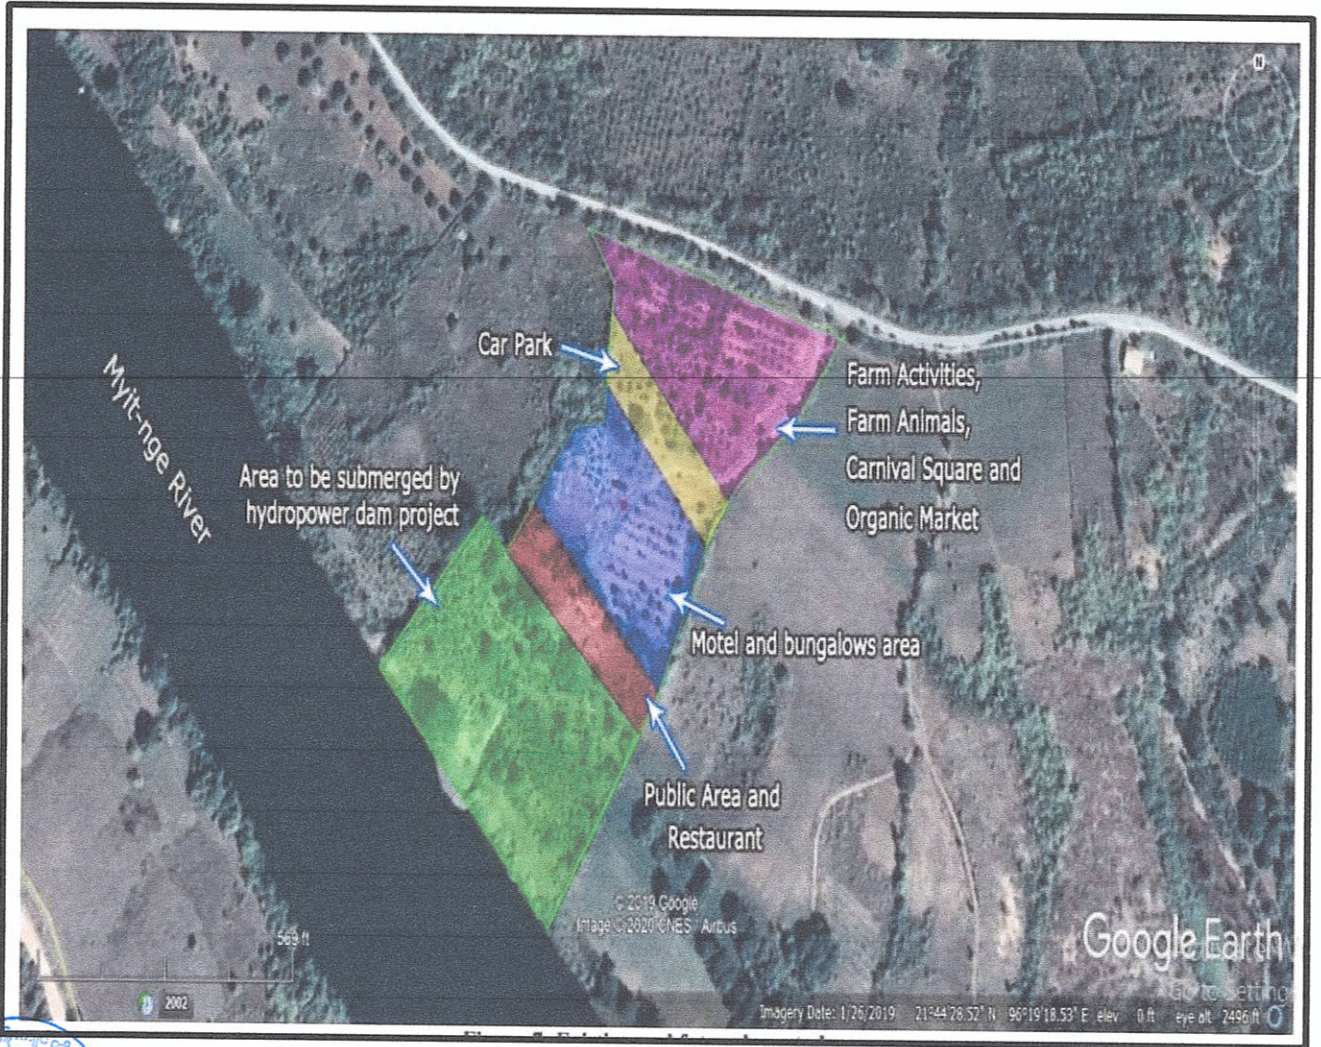 N
Car Park
Farm Activities,
Farm Animals,
Carnival Square and
Organic Market
Myit-nge River
Area to be submerged by
hydropower dam project
Motel and bungalows area
Public Area and
Restaurant
© 2019 Google
Image © 2020 CNES / Airbus
Google Earth
569 ft
Go to Setting
2002
Imagery Date: 1/26/2019 21°44'28.52" N 96°19'18.53" E elev 0 ft eye alt 2496 ft